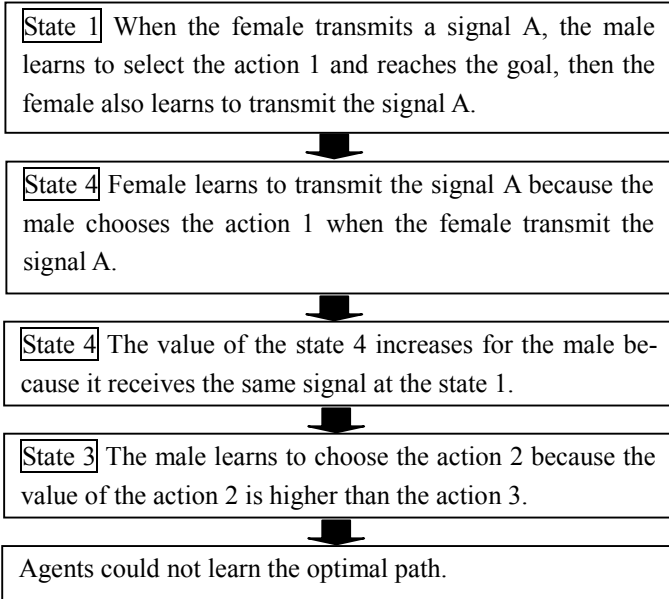 State 1 When the female transmits a signal A, the male
learns to select the action 1 and reaches the goal, then the
female also learns to transmit the signal A.
State 4 Female learns to transmit the signal A because the
male chooses the action 1 when the female transmit the
signal A.
State 4 The value of the state 4 increases for the male be-
cause it receives the same signal at the state 1.
State 3 The male learns to choose the action 2 because the
value of the action 2 is higher than the action 3.
Agents could not learn the optimal path.